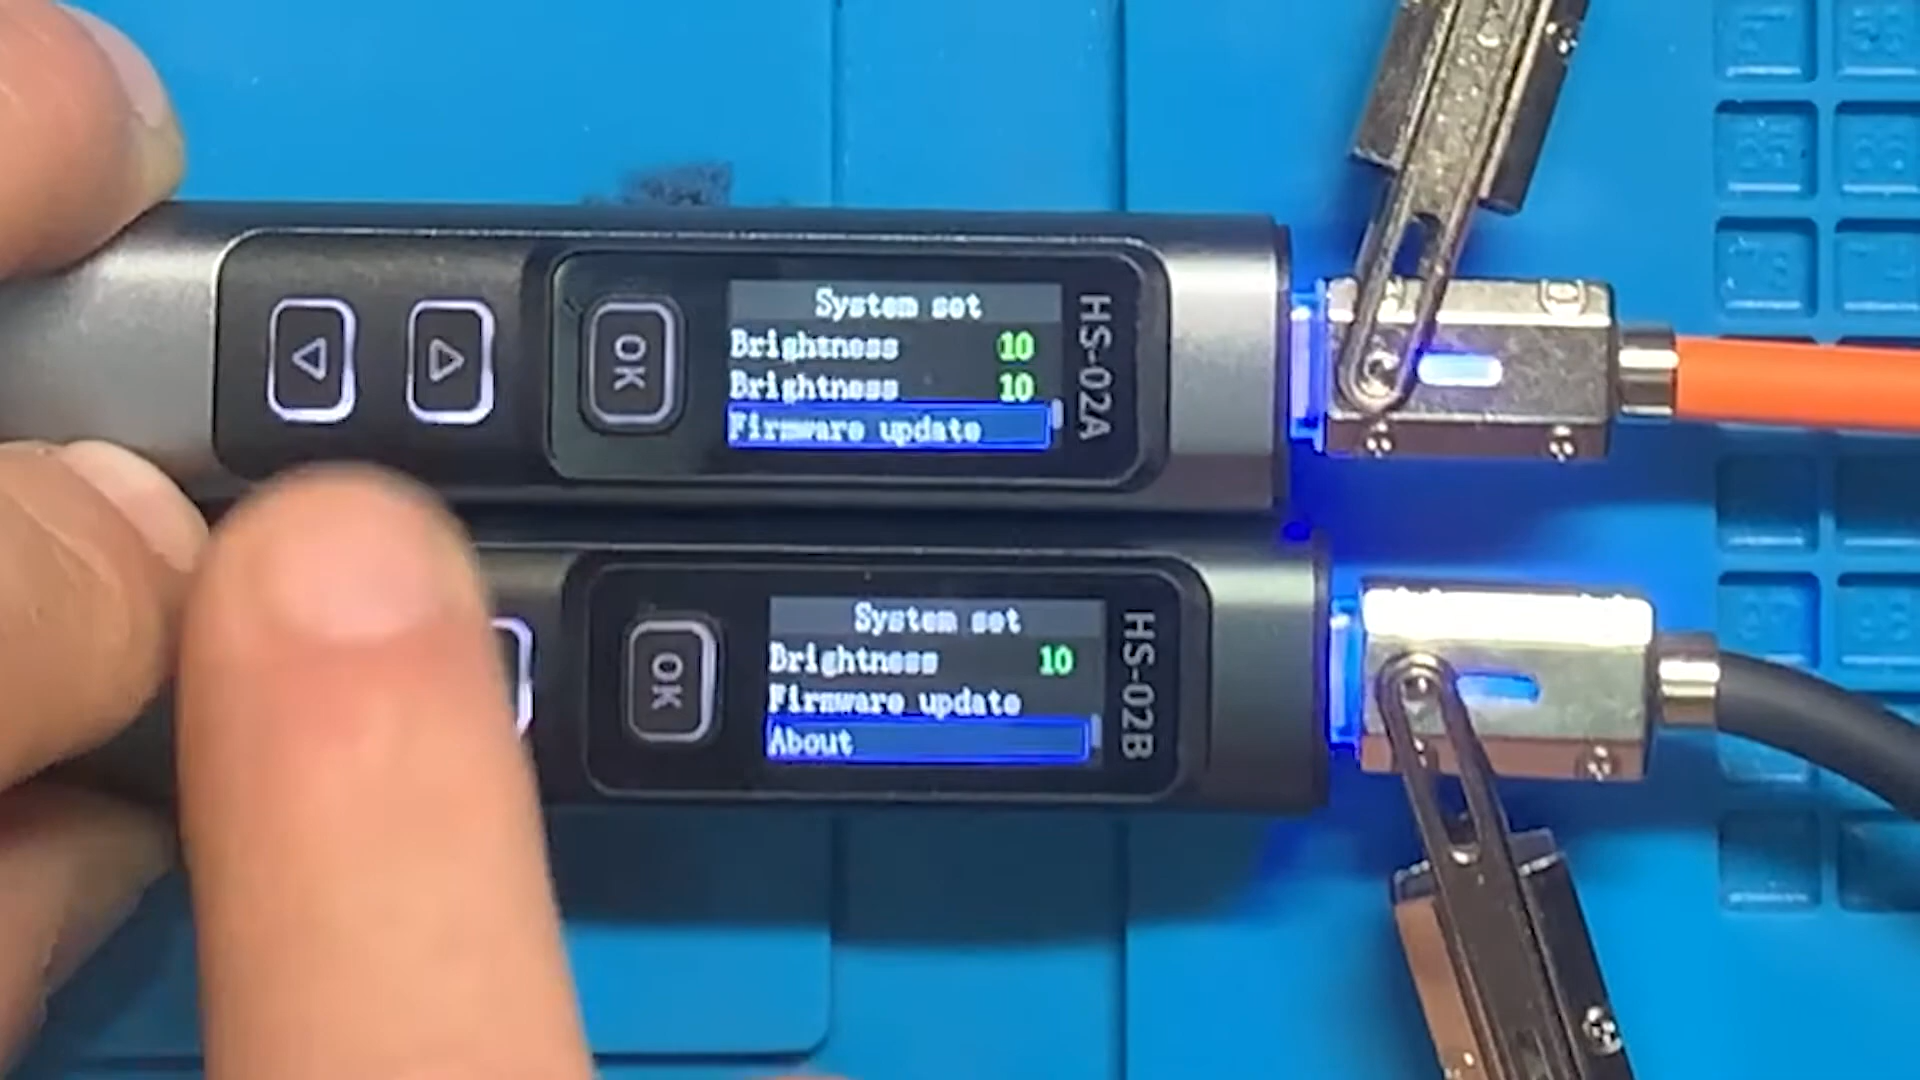 System set
Brightness 10
Brightness 10
Firmware update
OK
HS-02A
System set
Brightness 10
Firmware update
About
OK
HS-02B